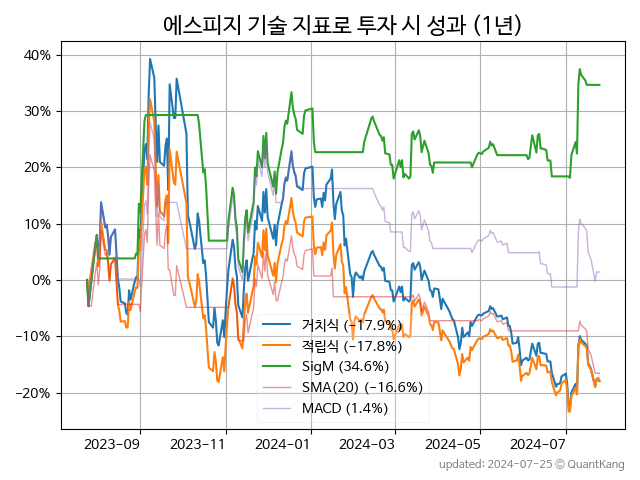 에스피지 기술 지표로 투자 시 성과 (1년)
40%
30%
20%
10%
0%
−10%
−20%
거치식 (−17.9%)
적립식 (−17.8%)
SigM (34.6%)
SMA(20) (−16.6%)
MACD (1.4%)
2023-09
2023-11
2024-01
2024-03
2024-05
2024-07
updated: 2024-07-25 ⓒ QuantKang